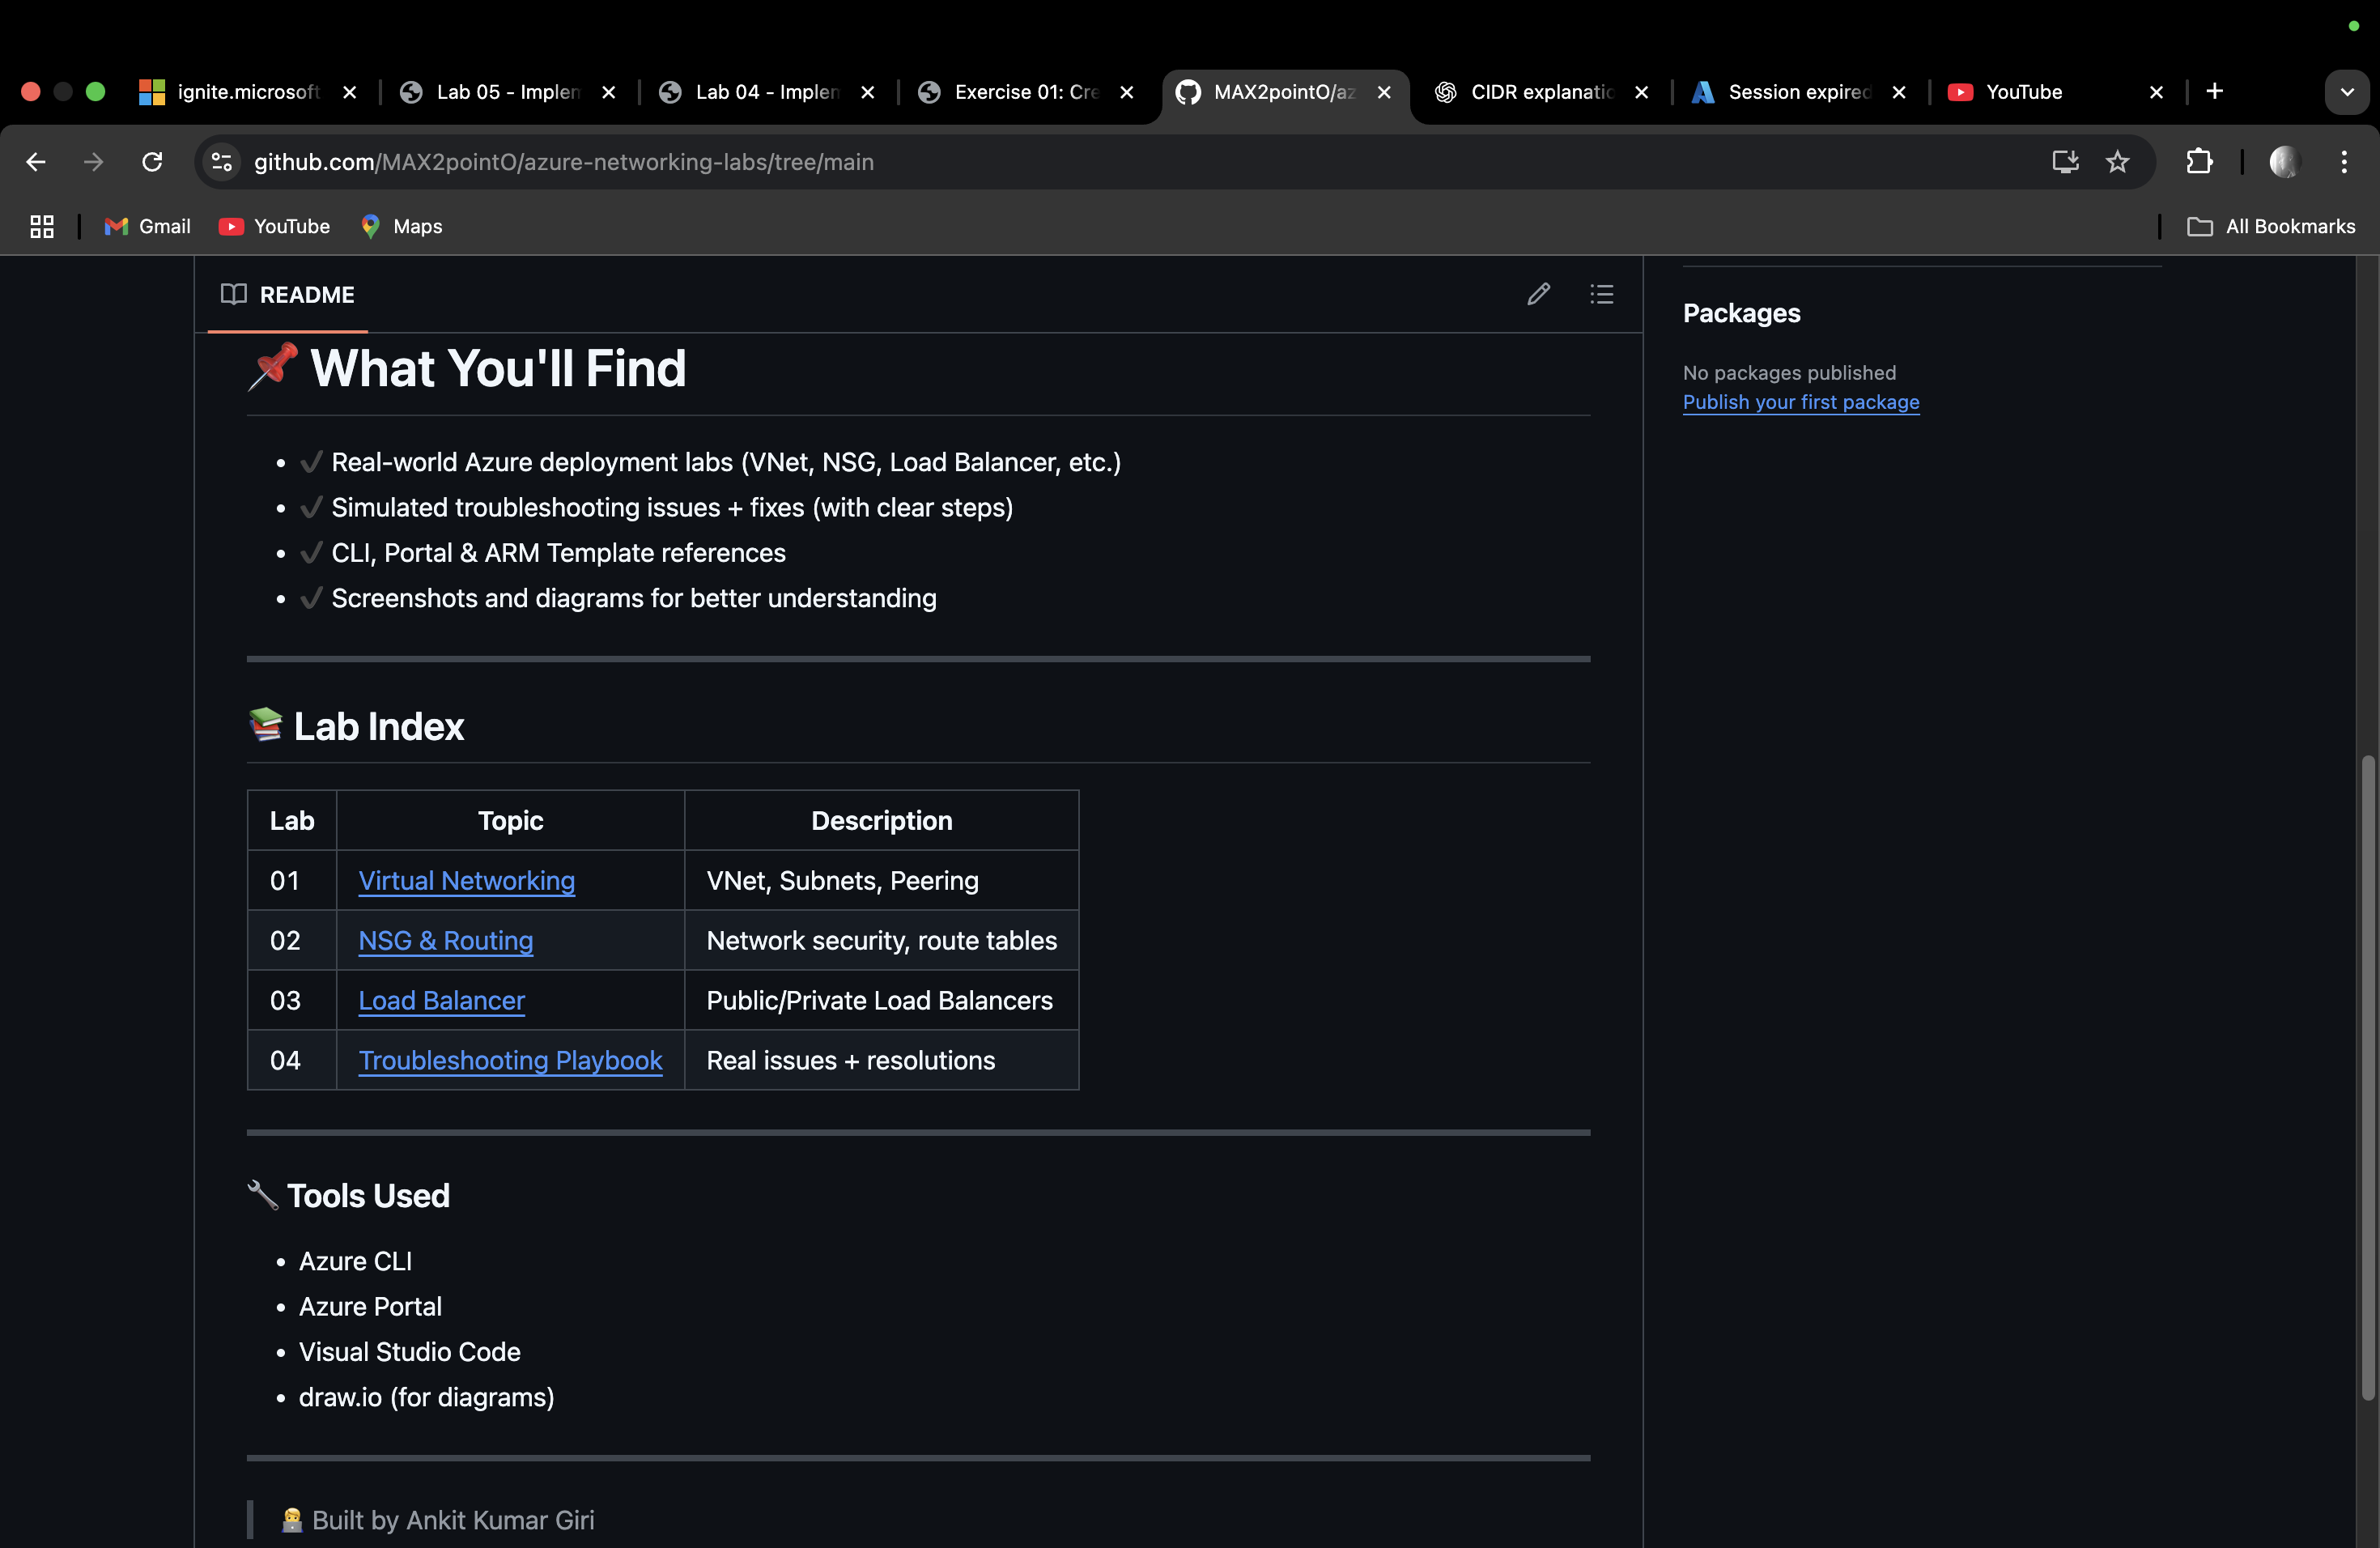 ignite.microsoft
Lab 05 - Implem
Lab 04 - Implem
Exercise 01: Cre
MAX2pointO/az
CIDR explanatio
Session expired
YouTube
github.com/MAX2pointO/azure-networking-labs/tree/main
Gmail
YouTube
Maps
All Bookmarks
README
📌 What You'll Find
• ✔ Real-world Azure deployment labs (VNet, NSG, Load Balancer, etc.)
• ✔ Simulated troubleshooting issues + fixes (with clear steps)
• ✔ CLI, Portal & ARM Template references
• ✔ Screenshots and diagrams for better understanding
📚 Lab Index
Lab Topic Description
01 Virtual Networking VNet, Subnets, Peering
02 NSG & Routing Network security, route tables
03 Load Balancer Public/Private Load Balancers
04 Troubleshooting Playbook Real issues + resolutions
🔧 Tools Used
• Azure CLI
• Azure Portal
• Visual Studio Code
• draw.io (for diagrams)
🧑‍💻 Built by Ankit Kumar Giri
Packages
No packages published
Publish your first package